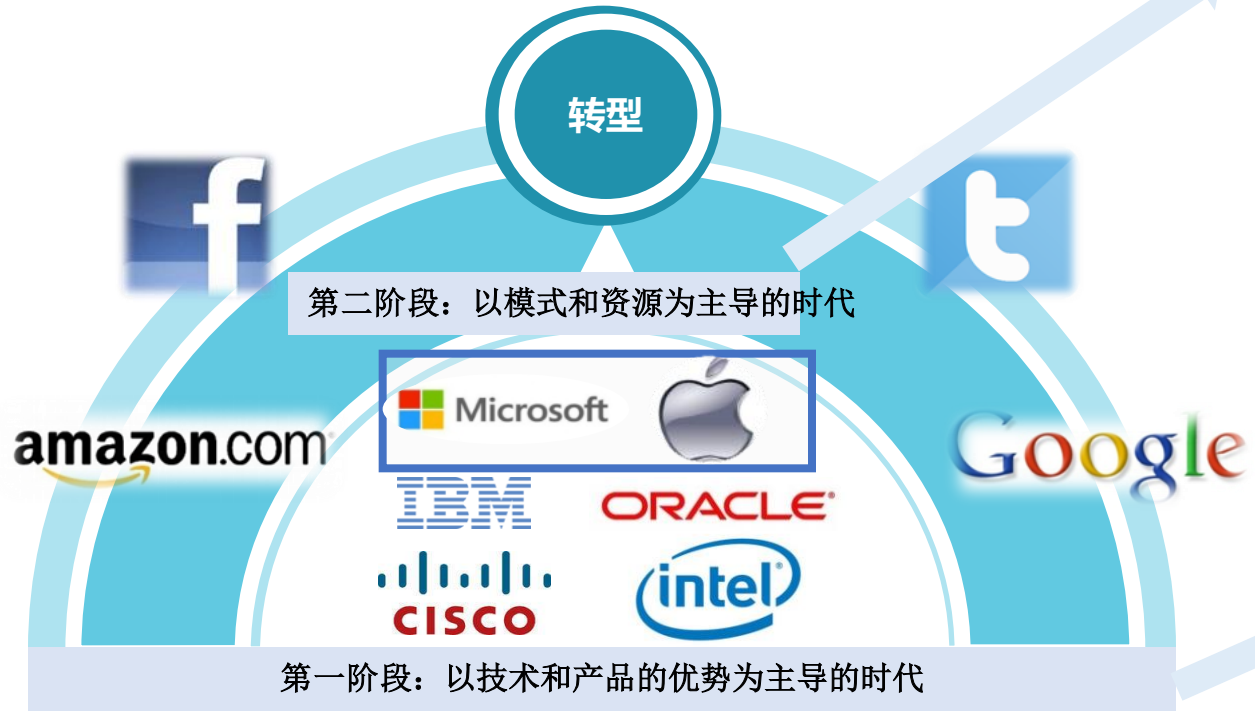 转型
f
t
第二阶段：以模式和资源为主导的时代
Microsoft
amazon.com
Google
IBM
ORACLE®
CISCO
intel®
第一阶段：以技术和产品的优势为主导的时代